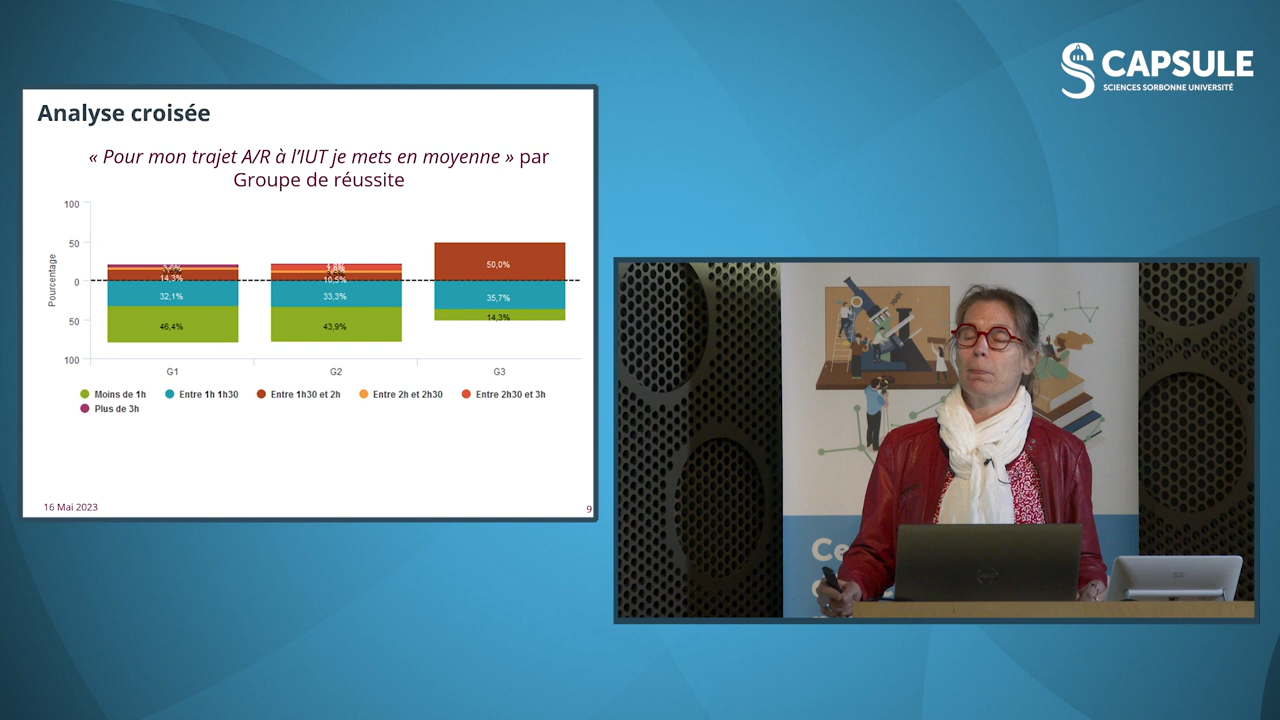 CAPSULE
SCIENCES SORBONNE UNIVERSITÉ
Analyse croisée
« Pour mon trajet A/R à l'IUT je mets en moyenne » par
Groupe de réussite
100
50
0
50
100
Pourcentage
14,3%
32,1%
46,4%
10,5%
33,3%
43,9%
50,0%
35,7%
14,3%
G1
G2
G3
Moins de 1h
Entre 1h 1h30
Entre 1h30 et 2h
Entre 2h et 2h30
Entre 2h30 et 3h
Plus de 3h
16 Mai 2023
9
Ce